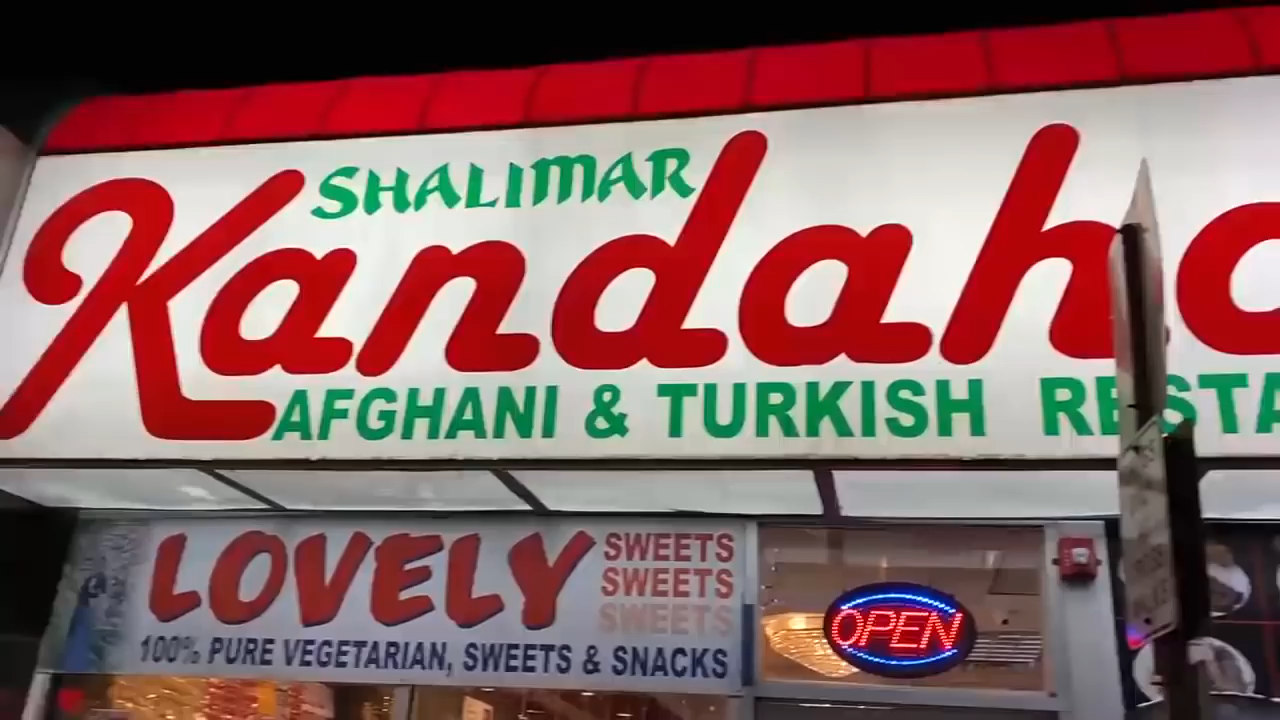 SHALIMAR
Kandaha
AFGHANI & TURKISH RESTA
LOVELY
SWEETS
SWEETS
SWEETS
100% PURE VEGETARIAN, SWEETS & SNACKS
OPEN